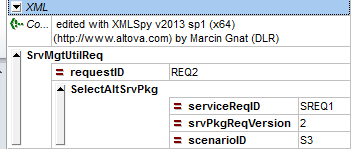 XML
Co... edited with XMLSpy v2013 sp1 (x64)
(http://www.altova.com) by Marcin Gnat (DLR)
SrvMgtUtilReq
requestID REQ2
SelectAltSrvPkg
serviceReqID SREQ1
srvPkgReqVersion 2
scenarioID S3